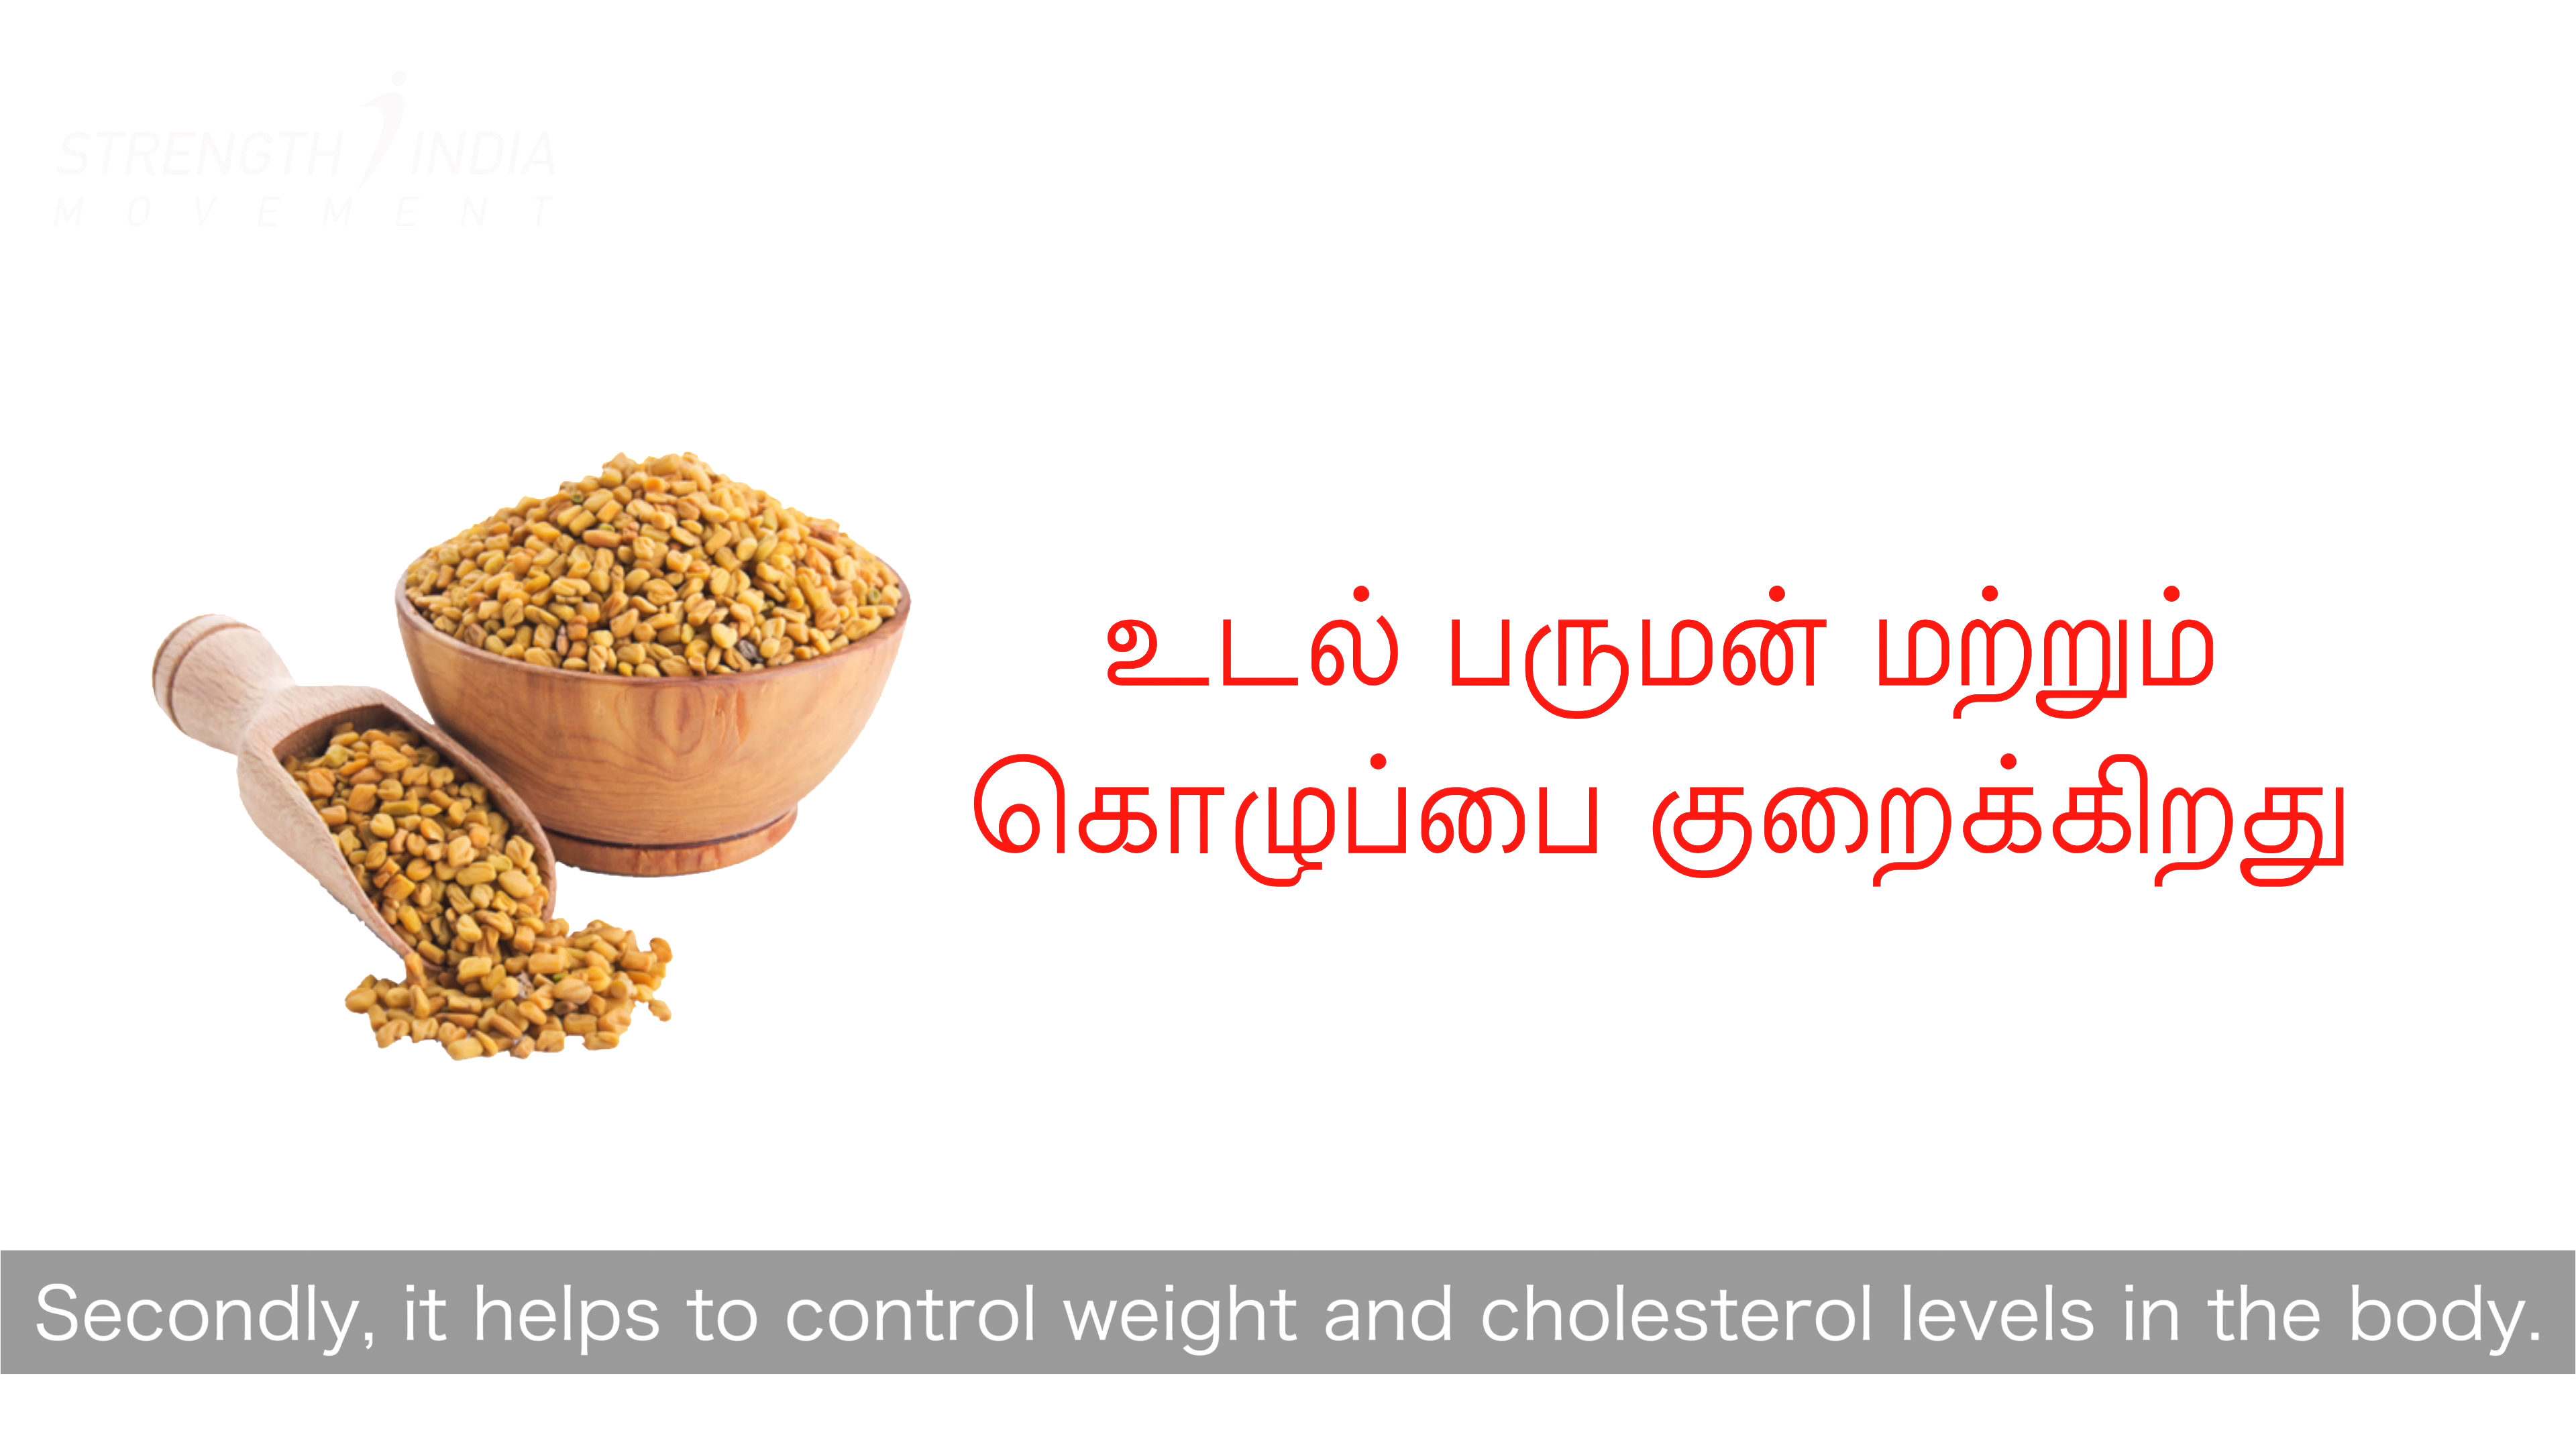 STRENGTH INDIA
MOVEMENT
உடல் பருமன் மற்றும்
கொழுப்பை குறைக்கிறது
Secondly, it helps to control weight and cholesterol levels in the body.